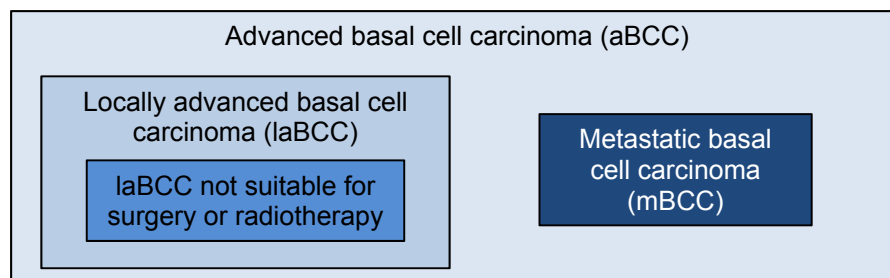 Advanced basal cell carcinoma (aBCC)
Locally advanced basal cell
carcinoma (laBCC)
laBCC not suitable for
surgery or radiotherapy
Metastatic basal
cell carcinoma
(mBCC)